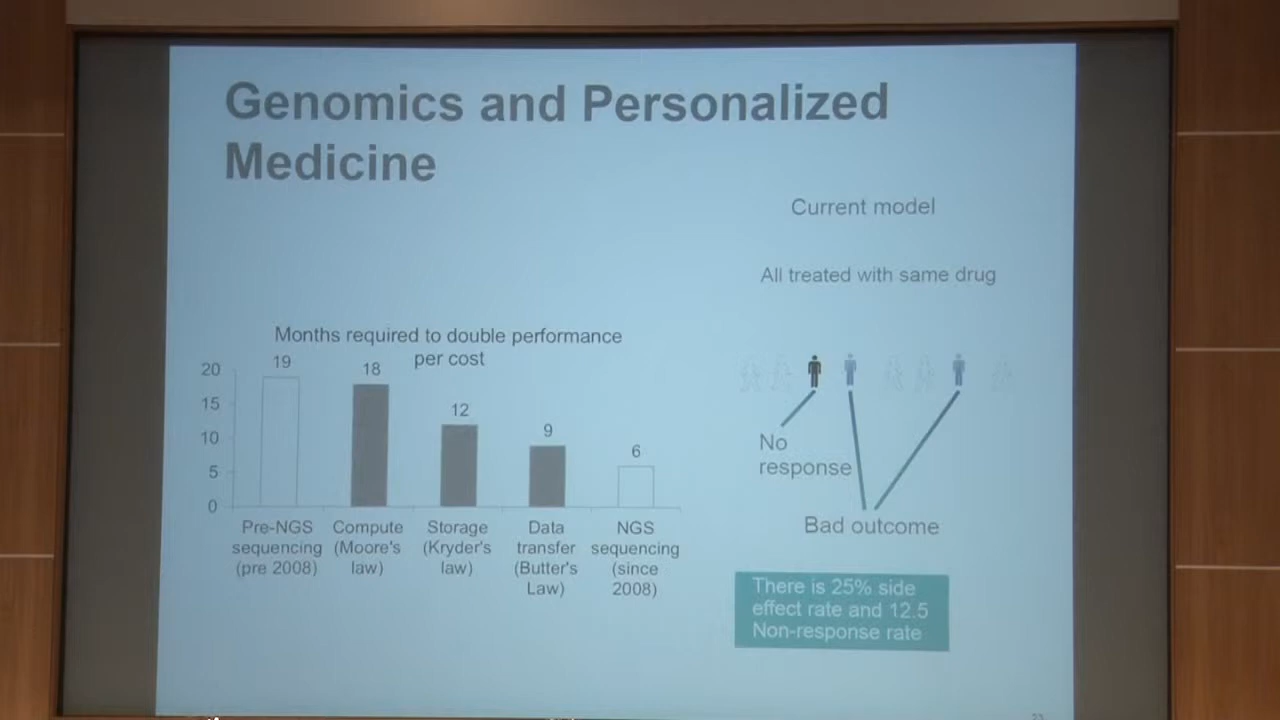 Genomics and Personalized
Medicine
Current model
All treated with same drug
Months required to double performance
per cost
20
15
10
5
0
19
18
12
9
6
Pre-NGS
sequencing
(pre 2008)
Compute
(Moore's
law)
Storage
(Kryder's
law)
Data
transfer
(Butter's
Law)
NGS
sequencing
(since
2008)
No
response
Bad outcome
There is 25% side
effect rate and 12.5
Non-response rate